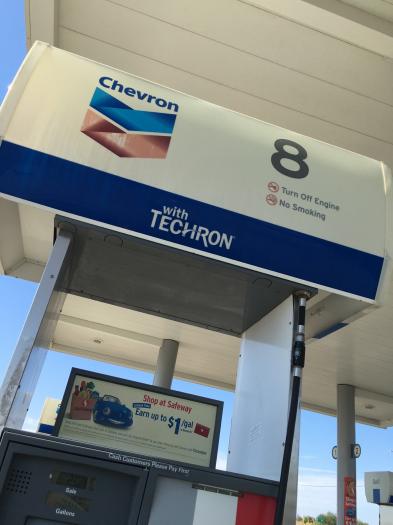 Chevron
8
Turn Off Engine
No Smoking
with
TECHRON
Shop at Safeway
Earn up to $1/gal
Cash Customers Please Pay First
Sale
Gallons